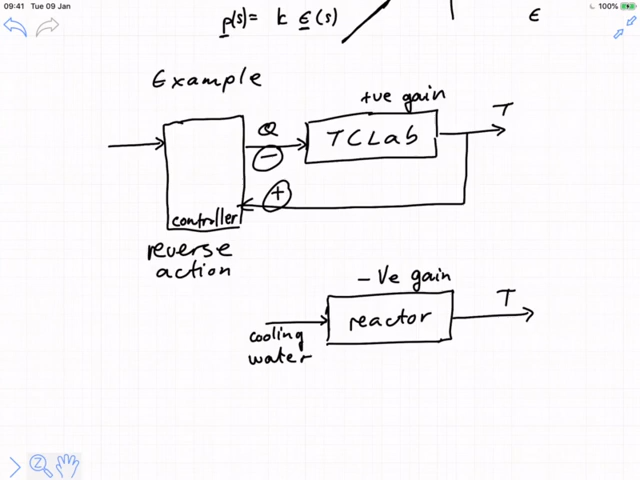 09:41 Tue 09 Jan
100%
p(s) = k ϵ(s)
ϵ
Example
+ve gain
Q
TCLab
T
−
+
controller
reverse
action
-ve gain
reactor
T
cooling
water